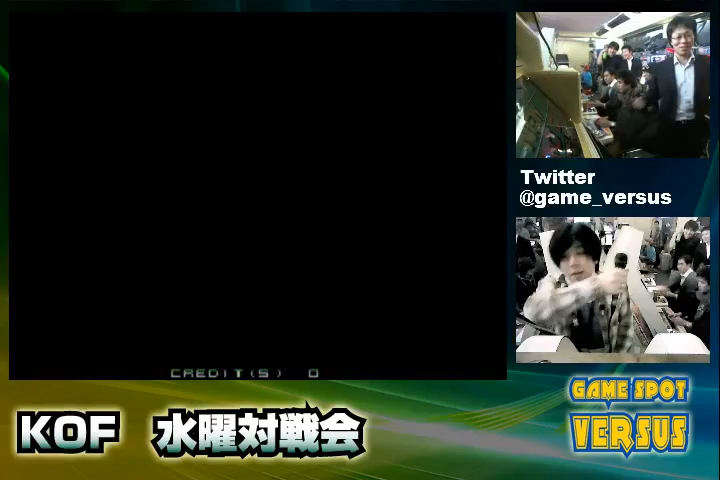 Twitter
@game_versus
CREDIT(S) 0
KOF 水曜対戦会
GAME SPOT
VERSUS